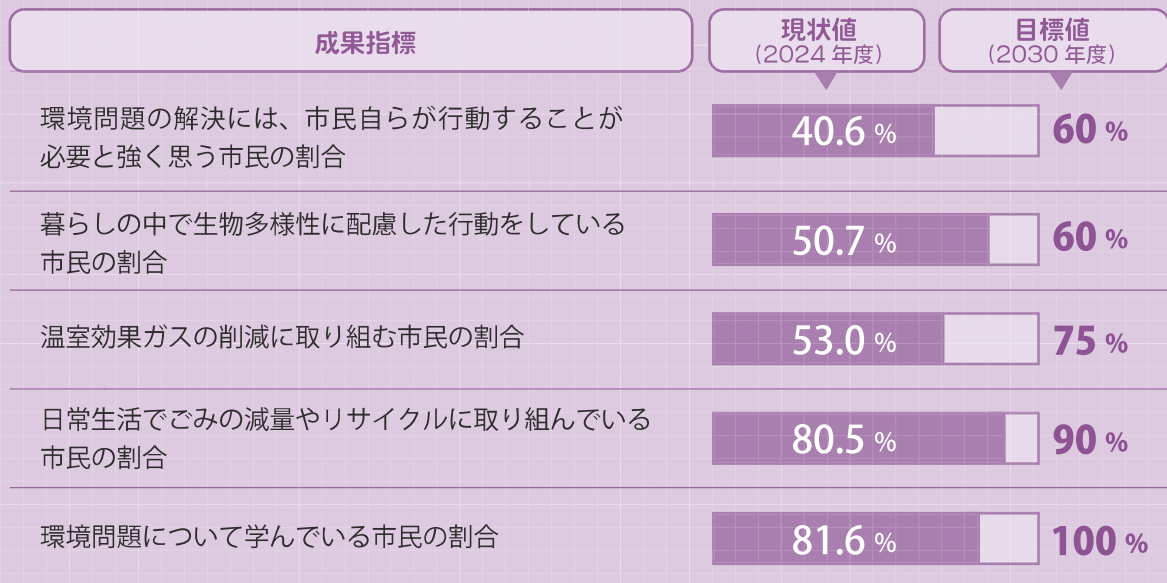 成果指標
現状値
(2024 年度)
目標値
(2030 年度)
環境問題の解決には、市民自らが行動することが
必要と強く思う市民の割合
40.6 %
60 %
暮らしの中で生物多様性に配慮した行動をしている
市民の割合
50.7 %
60 %
温室効果ガスの削減に取り組む市民の割合
53.0 %
75 %
日常生活でごみの減量やリサイクルに取り組んでいる
市民の割合
80.5 %
90 %
環境問題について学んでいる市民の割合
81.6 %
100 %